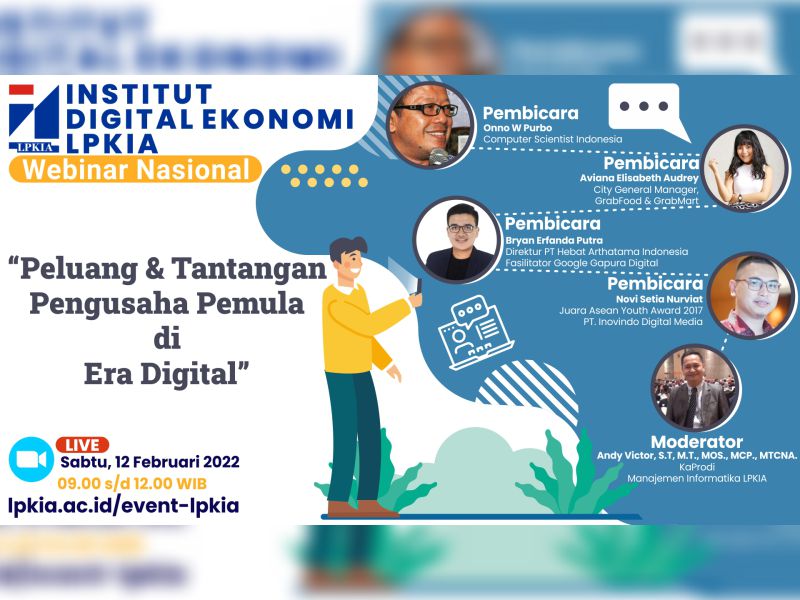 INSTITUT
DIGITAL EKONOMI
LPKIA
LPKIA
Webinar Nasional
“Peluang & Tantangan
Pengusaha Pemula
di
Era Digital”
LIVE
Sabtu, 12 Februari 2022
09.00 s/d 12.00 WIB
lpkia.ac.id/event-lpkia
Pembicara
Onno W Purbo
Computer Scientist Indonesia
Pembicara
Aviana Elisabeth Audrey
City General Manager,
GrabFood & GrabMart
Pembicara
Bryan Erfanda Putra
Direktur PT Hebat Arthatama Indonesia
Fasilitator Google Gapura Digital
Pembicara
Novi Setia Nurviat
Juara Asean Youth Award 2017
PT. Inovindo Digital Media
Moderator
Andy Victor, S.T, M.T., MOS., MCP., MTCNA.
KaProdi
Manajemen Informatika LPKIA